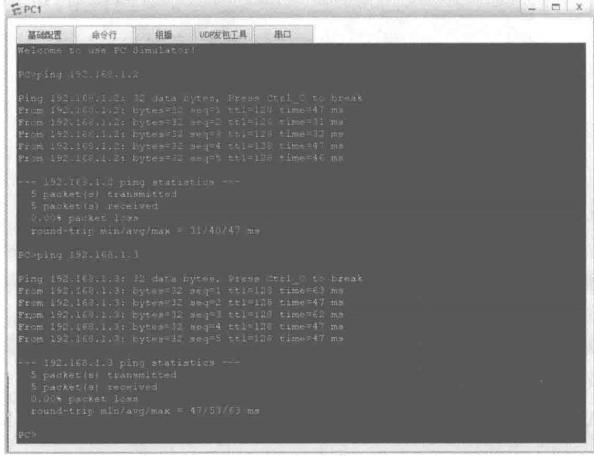 PC1
基础配置 命令行 组播 UDP发包工具 串口
Welcome to use PC Simulator!
PC>ping 192.168.1.2
Ping 192.168.1.2: 32 data bytes, Press Ctrl_C to break
From 192.168.1.2: bytes=32 seq=1 ttl=128 time=47 ms
From 192.168.1.2: bytes=32 seq=2 ttl=128 time=31 ms
From 192.168.1.2: bytes=32 seq=3 ttl=128 time=32 ms
From 192.168.1.2: bytes=32 seq=4 ttl=128 time=47 ms
From 192.168.1.2: bytes=32 seq=5 ttl=128 time=46 ms
--- 192.168.1.2 ping statistics ---
5 packet(s) transmitted
5 packet(s) received
0.00% packet loss
round-trip min/avg/max = 31/40/47 ms
PC>ping 192.168.1.3
Ping 192.168.1.3: 32 data bytes, Press Ctrl_C to break
From 192.168.1.3: bytes=32 seq=1 ttl=128 time=63 ms
From 192.168.1.3: bytes=32 seq=2 ttl=128 time=47 ms
From 192.168.1.3: bytes=32 seq=3 ttl=128 time=62 ms
From 192.168.1.3: bytes=32 seq=4 ttl=128 time=47 ms
From 192.168.1.3: bytes=32 seq=5 ttl=128 time=47 ms
--- 192.168.1.3 ping statistics ---
5 packet(s) transmitted
5 packet(s) received
0.00% packet loss
round-trip min/avg/max = 47/53/63 ms
PC>